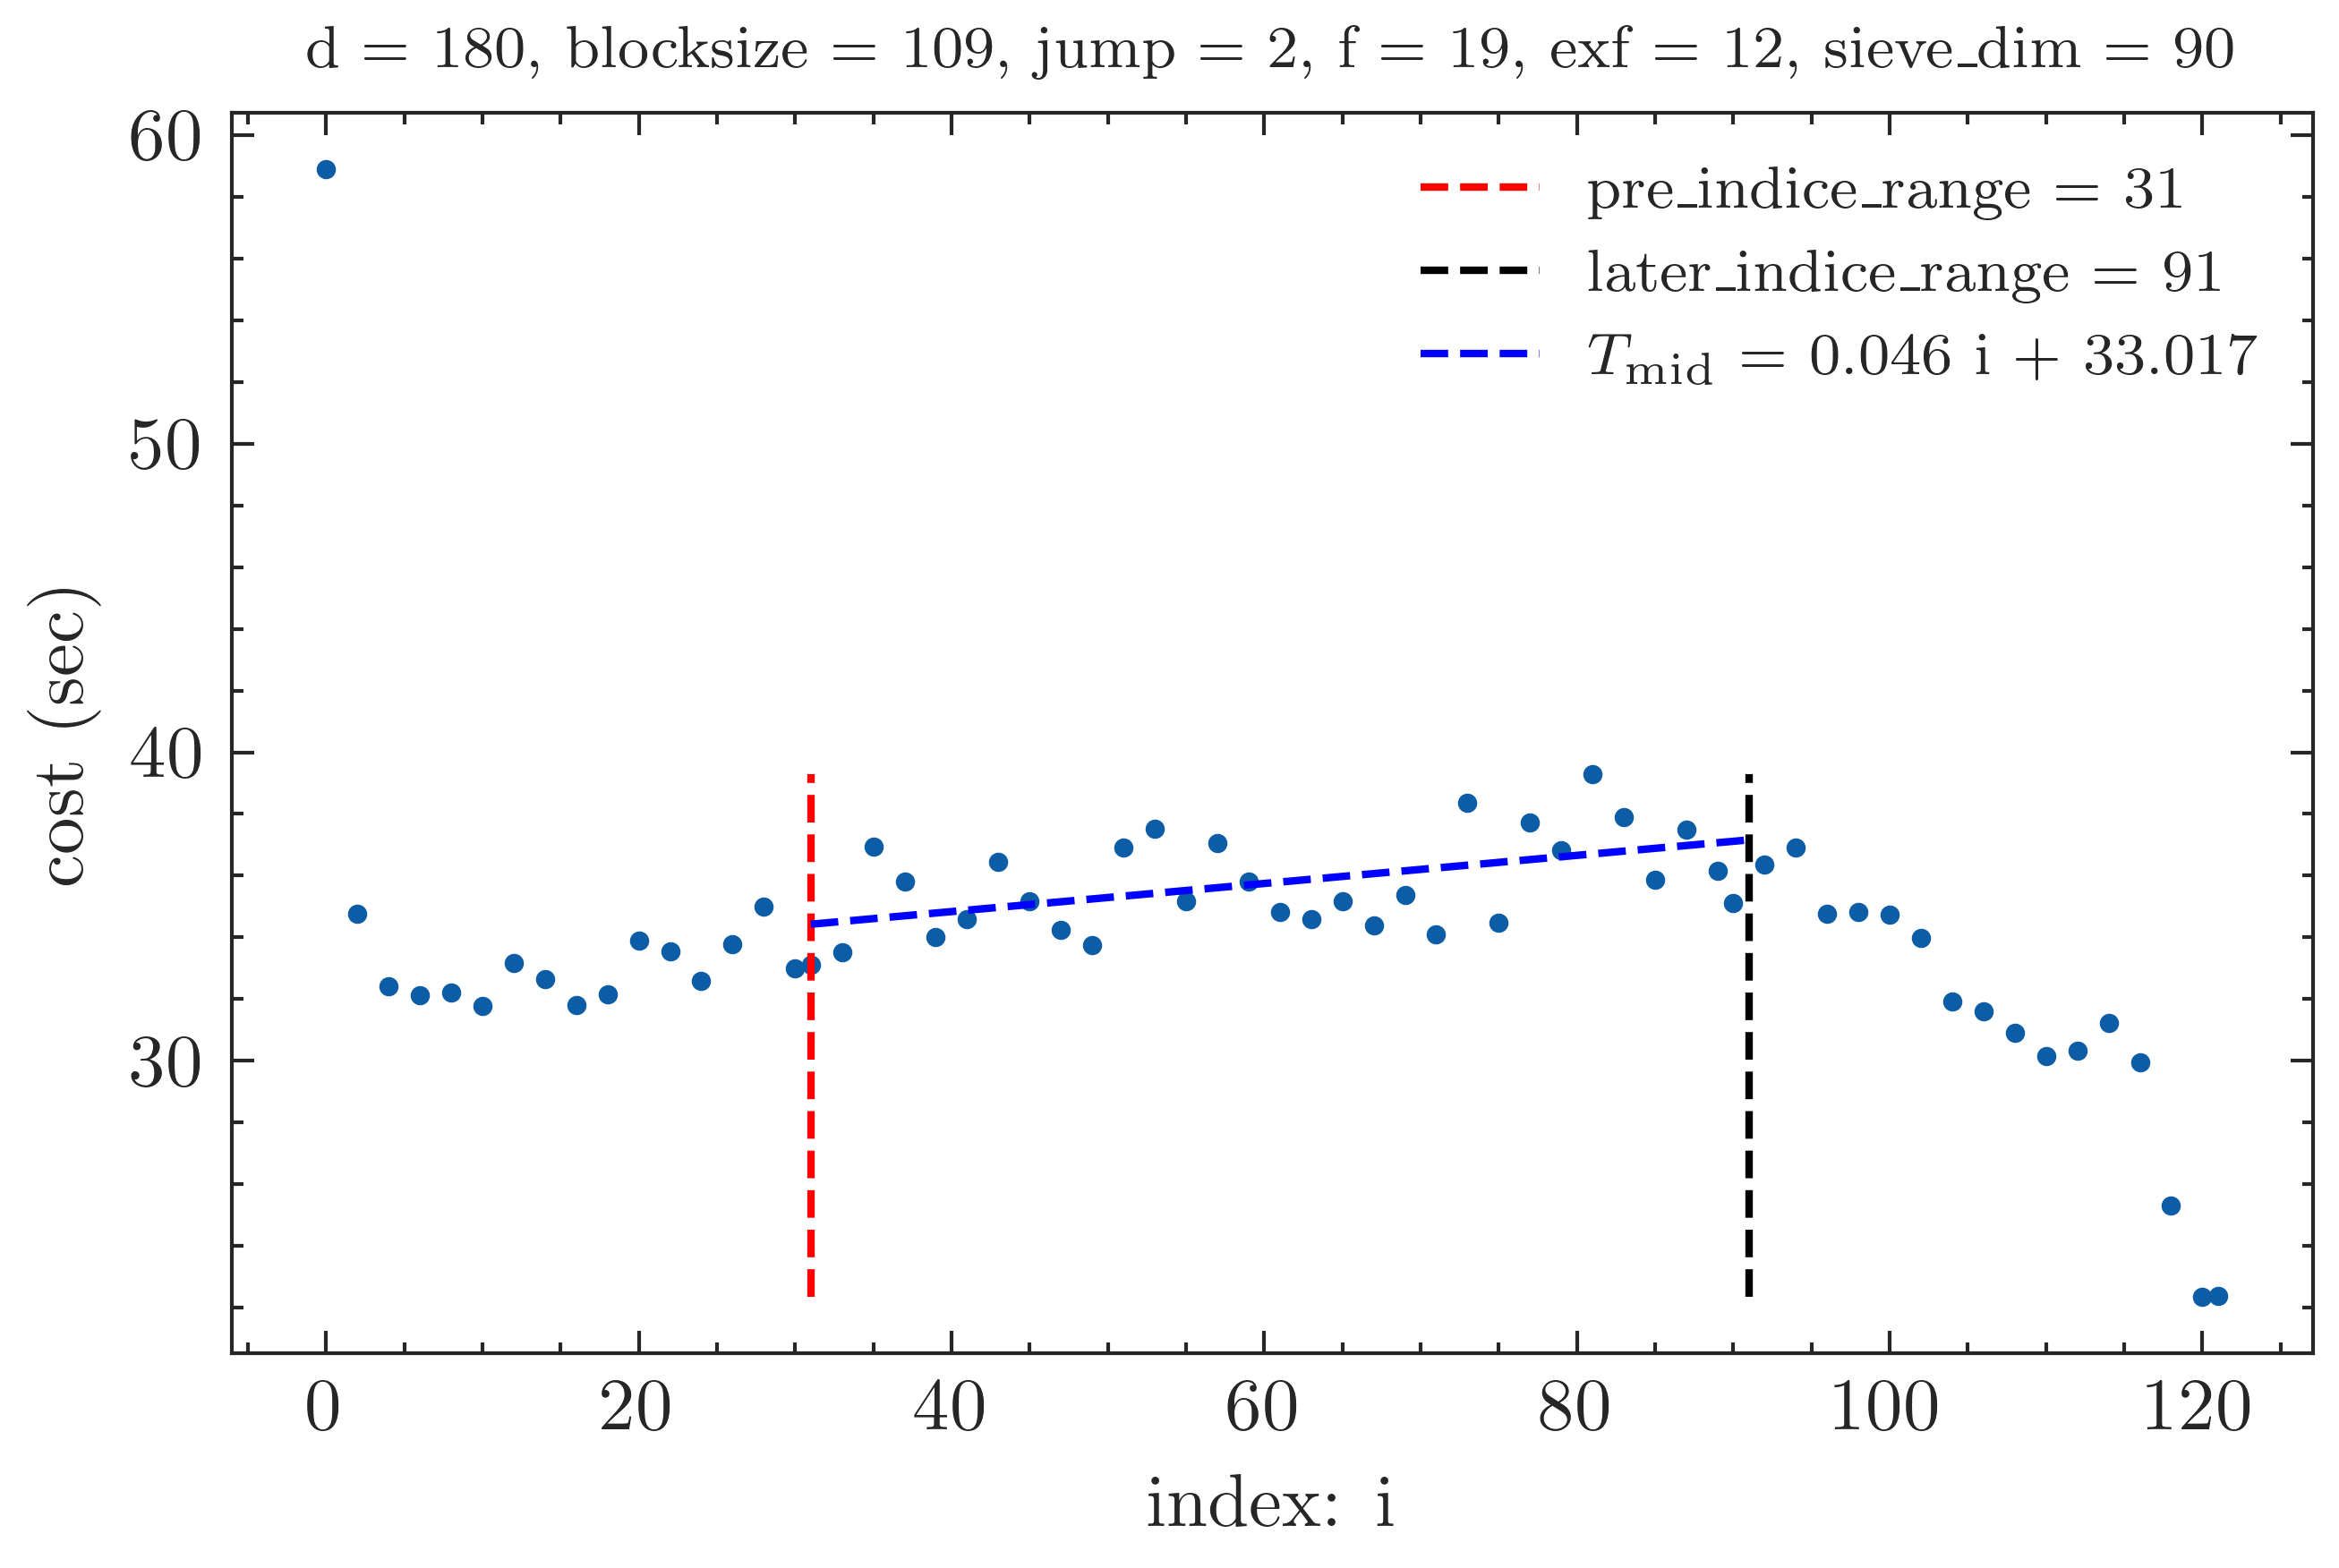 d = 180, blocksize = 109, jump = 2, f = 19, exf = 12, sieve_dim = 90
60
50
40
30
cost (sec)
pre_indice_range = 31
later_indice_range = 91
T_mid = 0.046 i + 33.017
0 20 40 60 80 100 120
index: i